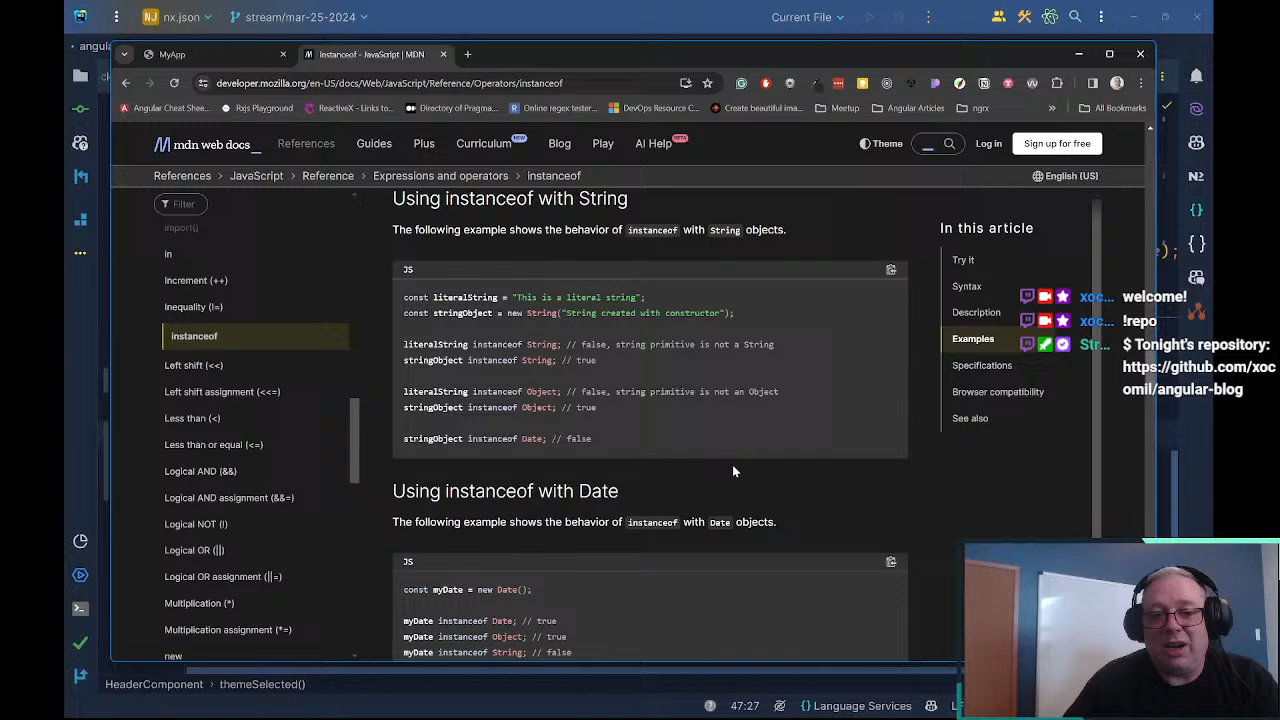 nx.json
stream/mar-25-2024
Current File
angular
MyApp
instanceof - JavaScript | MDN
developer.mozilla.org/en-US/docs/Web/JavaScript/Reference/Operators/instanceof
Angular Cheat Shee...
Rxjs Playground
ReactiveX - Links to...
Directory of Pragma...
Online regex tester...
DevOps Resource C...
Create beautiful ima...
Meetup
Angular Articles
ngrx
All Bookmarks
mdn web docs_
References
Guides
Plus
Curriculum NEW
Blog
Play
AI Help BETA
Theme
Log in
Sign up for free
References
JavaScript
Reference
Expressions and operators
instanceof
English (US)
Filter
import()
in
Increment (++)
Inequality (!=)
instanceof
Left shift (<<)
Left shift assignment (<<=)
Less than (<)
Less than or equal (<=)
Logical AND (&&)
Logical AND assignment (&&=)
Logical NOT (!)
Logical OR (||)
Logical OR assignment (||=)
Multiplication (*)
Multiplication assignment (*=)
new
Using instanceof with String
The following example shows the behavior of instanceof with String objects.
JS
const literalString = "This is a literal string";
const stringObject = new String("String created with constructor");
literalString instanceof String; // false, string primitive is not a String
stringObject instanceof String; // true
literalString instanceof Object; // false, string primitive is not an Object
stringObject instanceof Object; // true
stringObject instanceof Date; // false
Using instanceof with Date
The following example shows the behavior of instanceof with Date objects.
JS
const myDate = new Date();
myDate instanceof Date; // true
myDate instanceof Object; // true
myDate instanceof String; // false
In this article
Try it
Syntax
Description
Examples
Specifications
Browser compatibility
See also
xoc... welcome!
xoc... !repo
Str... $ Tonight's repository:
https://github.com/xoc
omil/angular-blog
N2
HeaderComponent
themeSelected()
47:27
Language Services